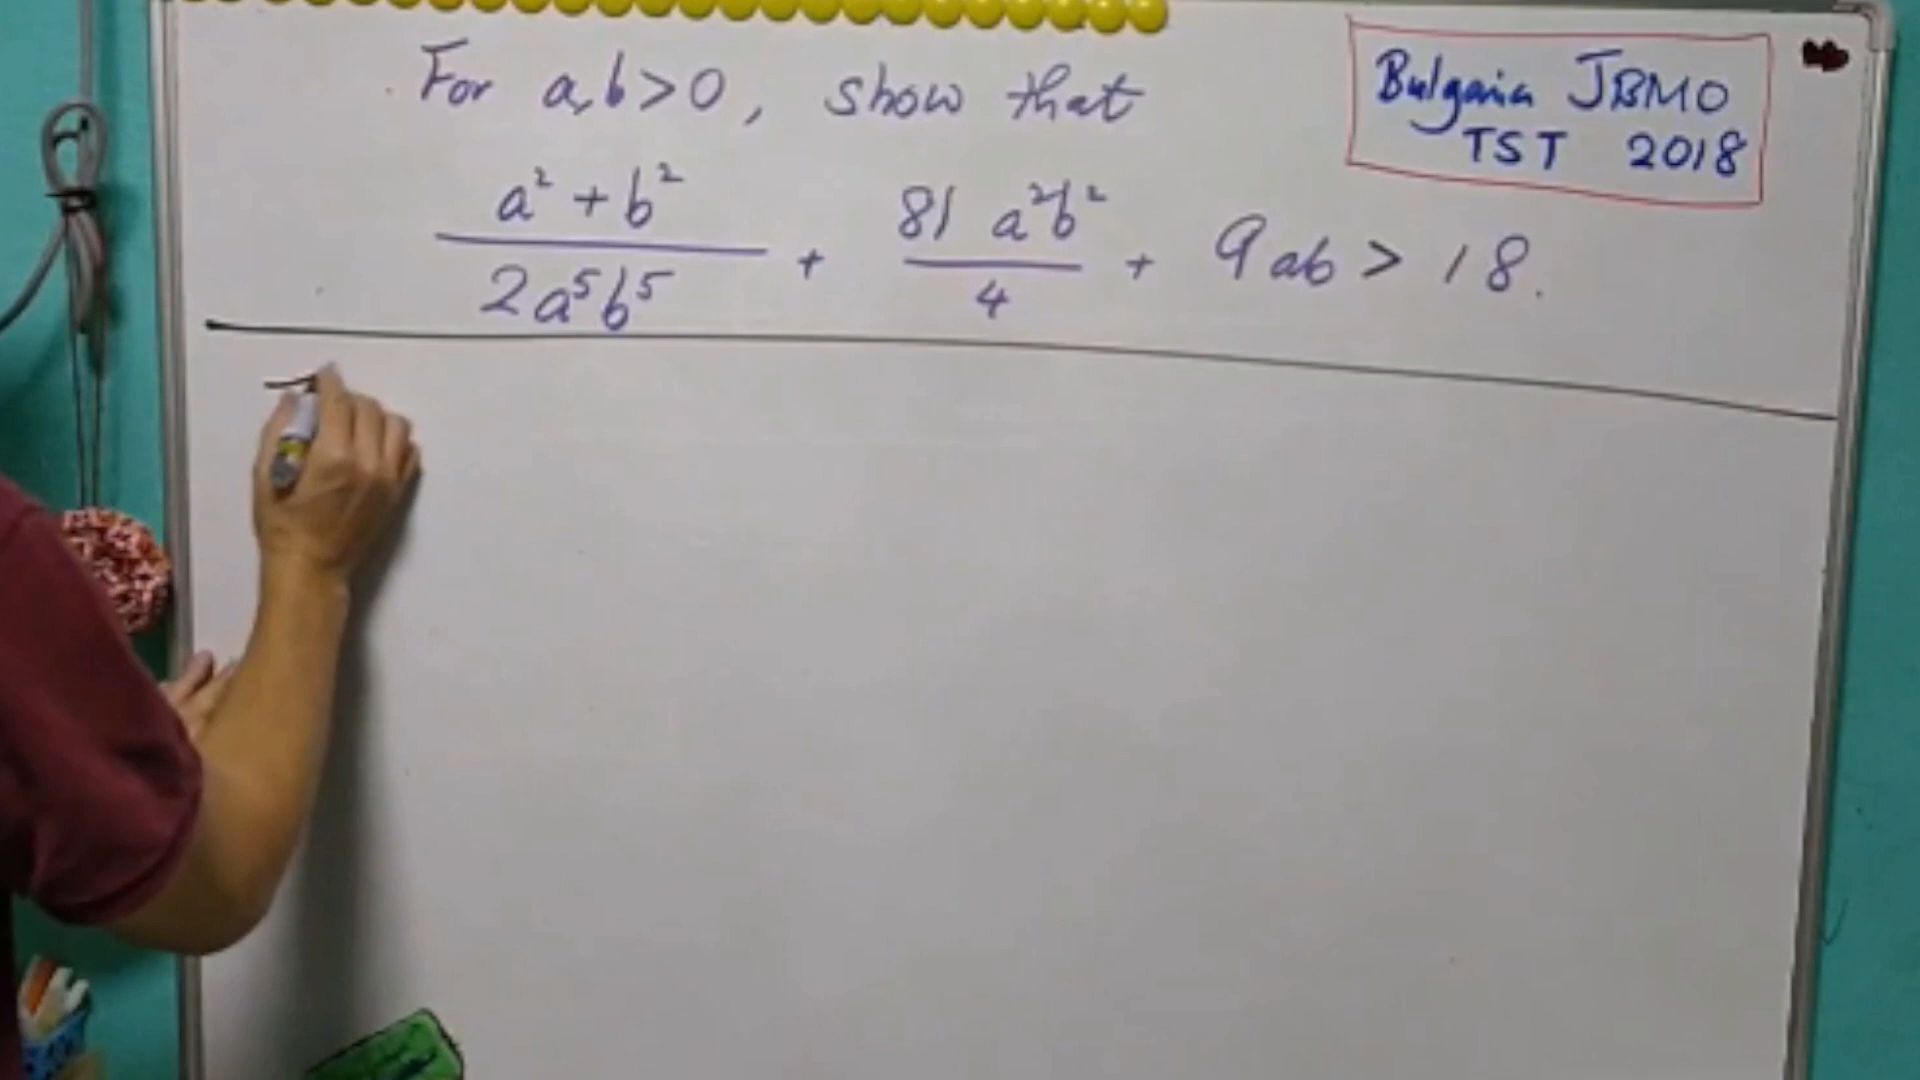 For a,b>0, show that
Bulgaria JBMO
TST 2018
a² + b² / 2a⁵b⁵ + 81 a²b² / 4 + 9ab > 18.